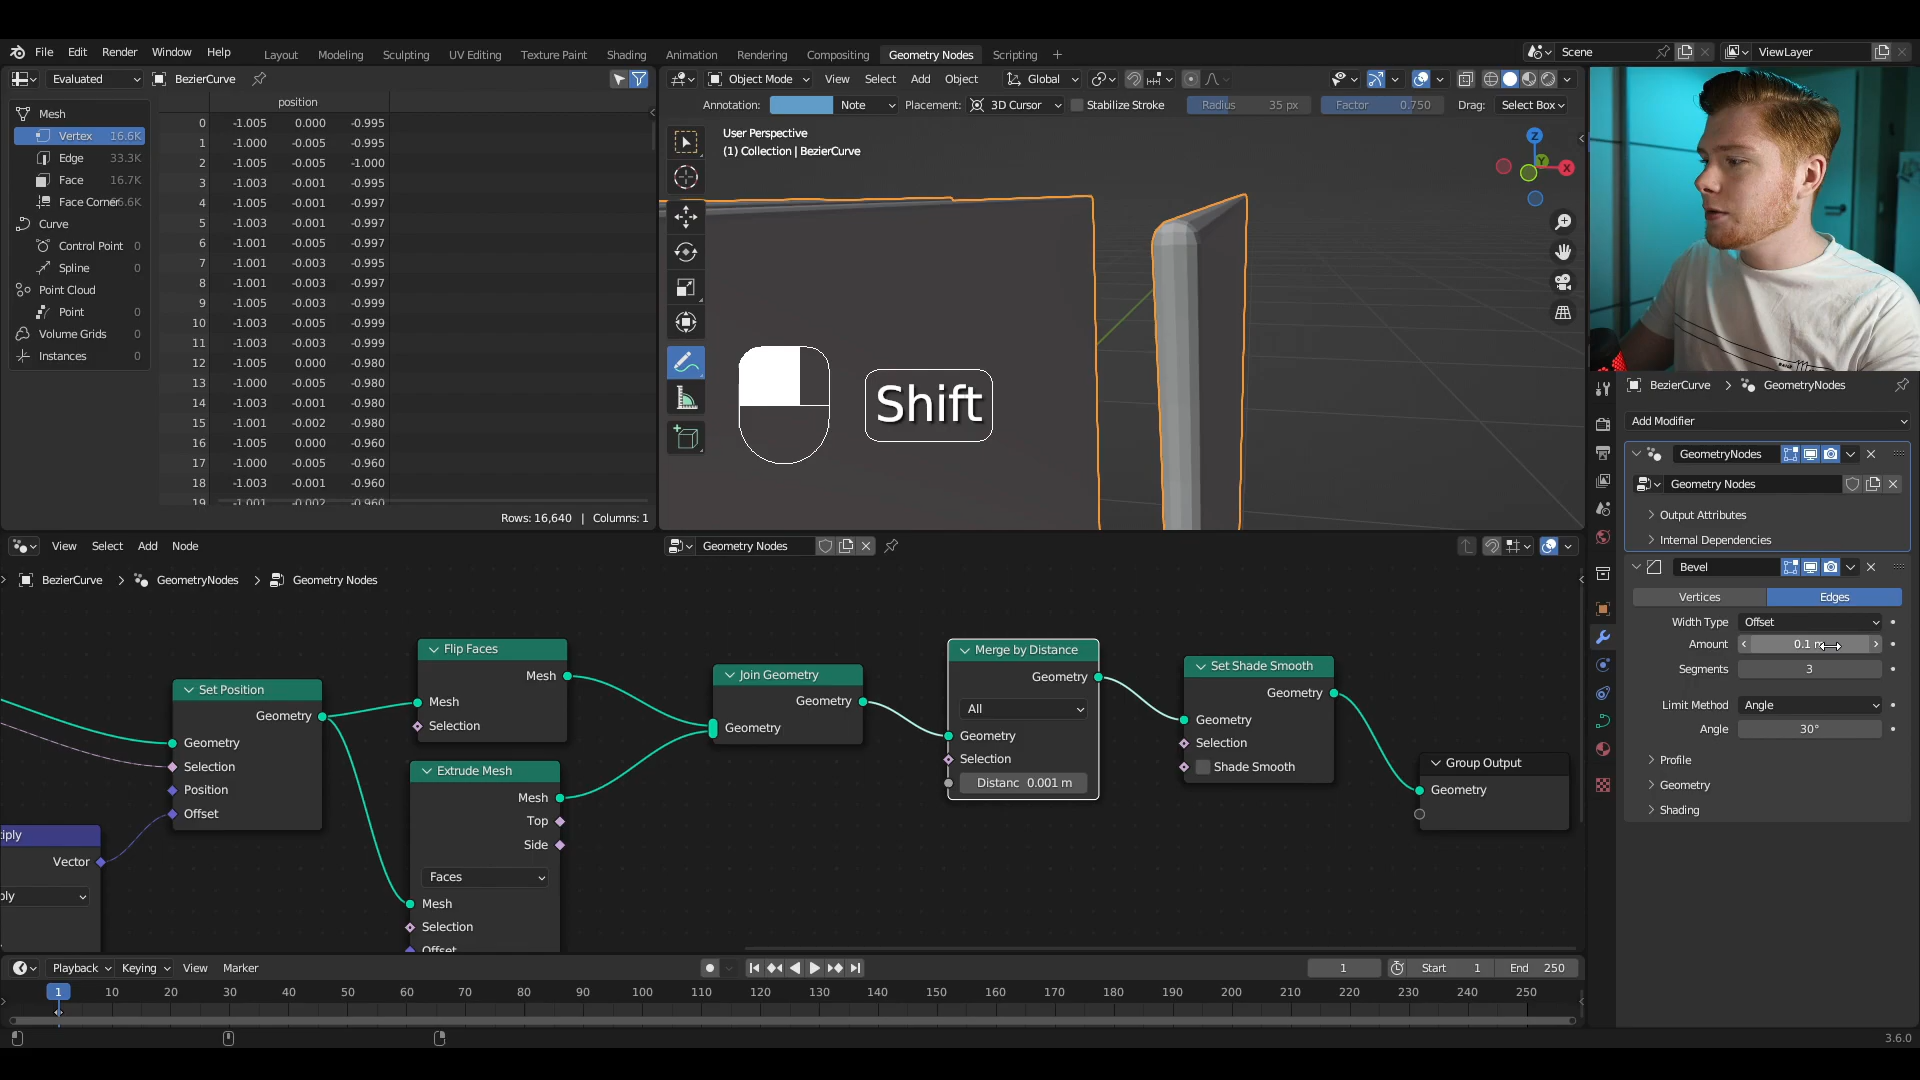 File Edit Render Window Help
Layout Modeling Sculpting UV Editing Texture Paint Shading Animation Rendering Compositing Geometry Nodes Scripting +
Scene
ViewLayer
Evaluated BezierCurve
Object Mode View Select Add Object Global
Annotation: Note Placement: 3D Cursor Stabilize Stroke Radius 35 px Factor 0.750 Drag: Select Box
position
Mesh
Vertex 16.6K
Edge 33.3K
Face 16.7K
Face Corner
Curve
Control Point 0
Spline 0
Point Cloud
Point 0
Volume Grids 0
Instances 0
0 -1.005 0.000 -0.995
1 -1.000 -0.005 -0.995
2 -1.005 -0.005 -1.000
3 -1.003 -0.001 -0.995
4 -1.005 -0.001 -0.997
5 -1.003 -0.001 -0.997
6 -1.001 -0.005 -0.997
7 -1.001 -0.003 -0.995
8 -1.001 -0.003 -0.997
9 -1.005 -0.003 -0.999
10 -1.003 -0.005 -0.999
11 -1.003 -0.003 -0.999
12 -1.005 0.000 -0.980
13 -1.000 -0.005 -0.980
14 -1.003 -0.001 -0.980
15 -1.001 -0.002 -0.980
16 -1.005 0.000 -0.960
17 -1.000 -0.005 -0.960
18 -1.003 -0.001 -0.960
19 -1.001 -0.002 -0.960
Rows: 16,640 | Columns: 1
User Perspective
(1) Collection | BezierCurve
Z
Y
X
Shift
BezierCurve > GeometryNodes
Add Modifier
GeometryNodes
Geometry Nodes
Output Attributes
Internal Dependencies
Bevel
Vertices Edges
Width Type Offset
Amount 0.1 m
Segments 3
Limit Method Angle
Angle 30°
Profile
Geometry
Shading
View Select Add Node
Geometry Nodes
BezierCurve > GeometryNodes > Geometry Nodes
iply
Vector
ply
Set Position
Geometry
Geometry
Selection
Position
Offset
Flip Faces
Mesh
Mesh
Selection
Extrude Mesh
Mesh
Top
Side
Faces
Mesh
Selection
Offset
Join Geometry
Geometry
Geometry
Merge by Distance
Geometry
All
Geometry
Selection
Distanc 0.001 m
Set Shade Smooth
Geometry
Geometry
Selection
Shade Smooth
Group Output
Geometry
Playback Keying View Marker
1
Start 1 End 250
1 10 20 30 40 50 60 70 80 90 100 110 120 130 140 150 160 170 180 190 200 210 220 230 240 250
3.6.0